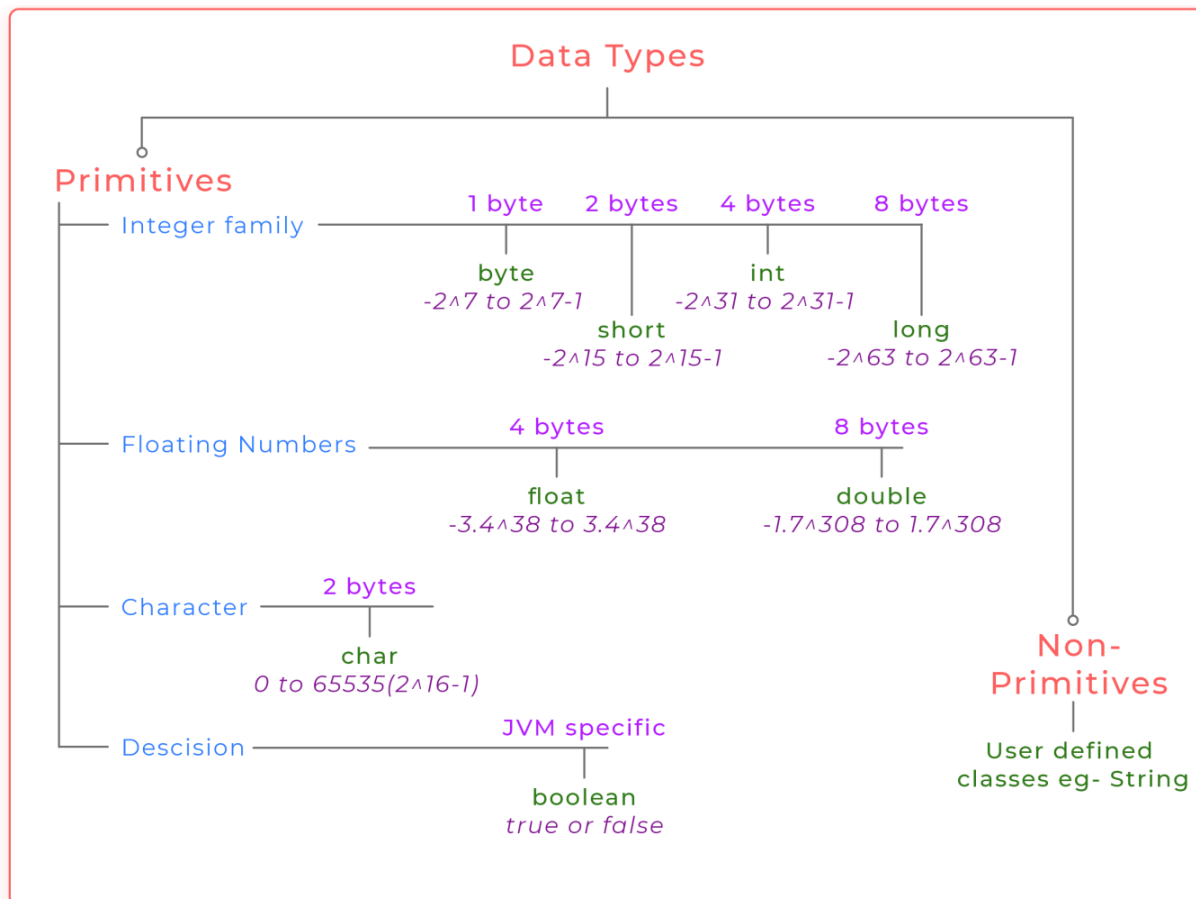 Data Types
Primitives
1 byte 2 bytes 4 bytes 8 bytes
Integer family
byte int
-2^7 to 2^7-1 -2^31 to 2^31-1
short long
-2^15 to 2^15-1 -2^63 to 2^63-1
4 bytes 8 bytes
Floating Numbers
float double
-3.4^38 to 3.4^38 -1.7^308 to 1.7^308
2 bytes
Character
char
0 to 65535(2^16-1)
JVM specific
Descision
boolean
true or false
Non-
Primitives
User defined
classes eg- String